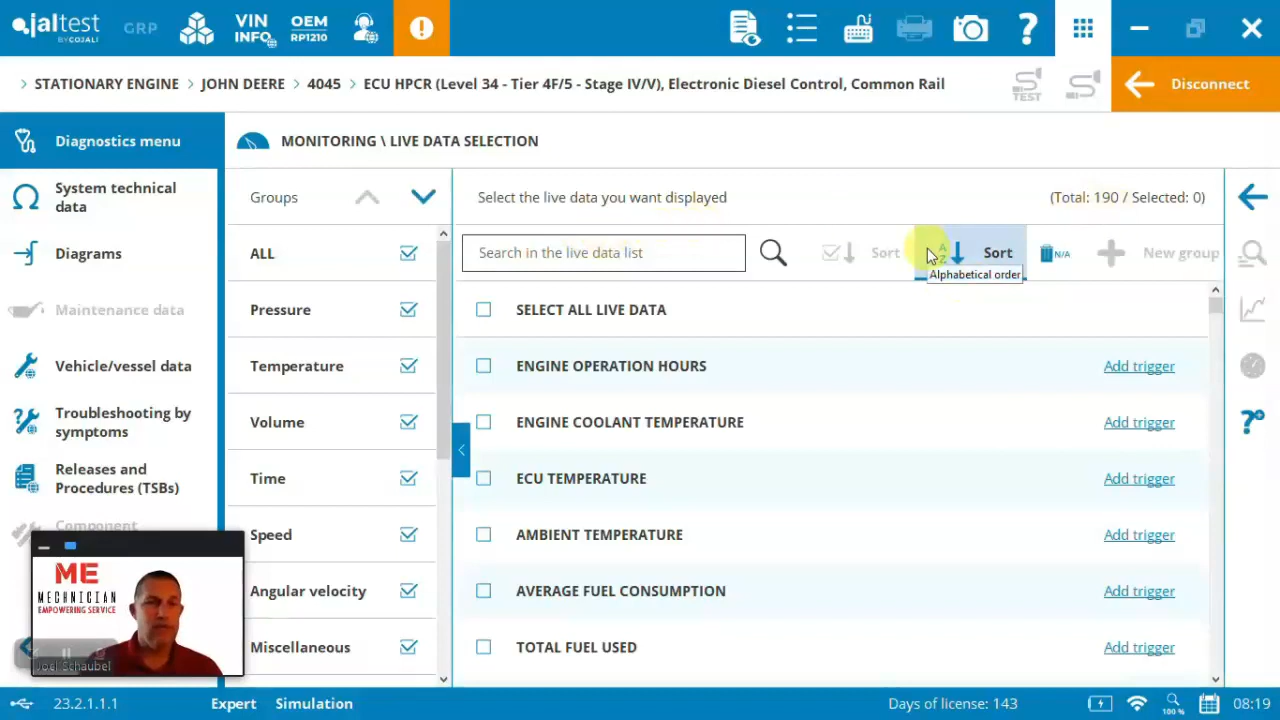 jaltest
BY COJALI
GRP
VIN
INFO
OEM
RP1210
STATIONARY ENGINE
JOHN DEERE
4045
ECU HPCR (Level 34 - Tier 4F/5 - Stage IV/V), Electronic Diesel Control, Common Rail
TEST
Disconnect
Diagnostics menu
System technical
data
Diagrams
Maintenance data
Vehicle/vessel data
Troubleshooting by
symptoms
Releases and
Procedures (TSBs)
Component
MONITORING \ LIVE DATA SELECTION
Groups
ALL
Pressure
Temperature
Volume
Time
Speed
Angular velocity
Miscellaneous
Select the live data you want displayed
(Total: 190 / Selected: 0)
Search in the live data list
Sort
A
Z
Sort
N/A
New group
Alphabetical order
SELECT ALL LIVE DATA
ENGINE OPERATION HOURS
Add trigger
ENGINE COOLANT TEMPERATURE
Add trigger
ECU TEMPERATURE
Add trigger
AMBIENT TEMPERATURE
Add trigger
AVERAGE FUEL CONSUMPTION
Add trigger
TOTAL FUEL USED
Add trigger
ME
MECHNICIAN
EMPOWERING SERVICE
Joel Schaubel
23.2.1.1.1
Expert
Simulation
Days of license: 143
100 %
08:19